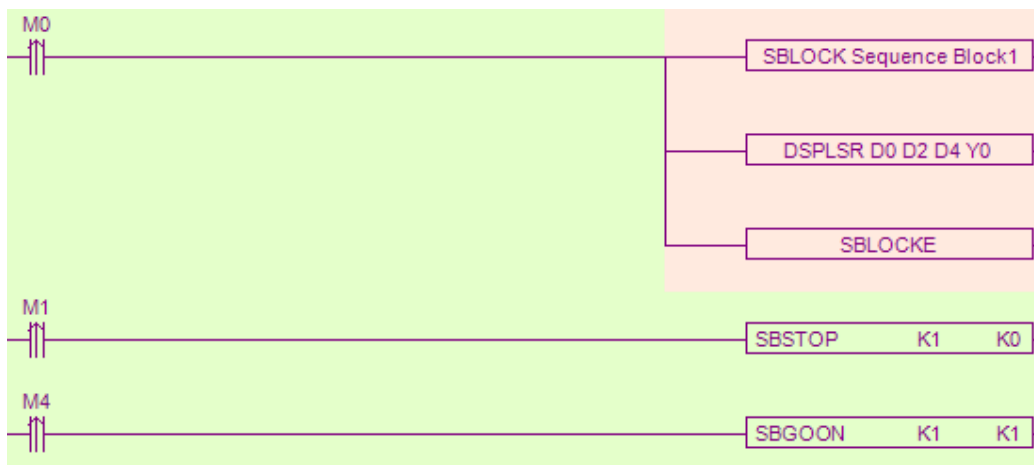 M0
SBLOCK Sequence Block1
DSPLSR D0 D2 D4 Y0
SBLOCKE
M1
SBSTOP K1 K0
M4
SBGOON K1 K1